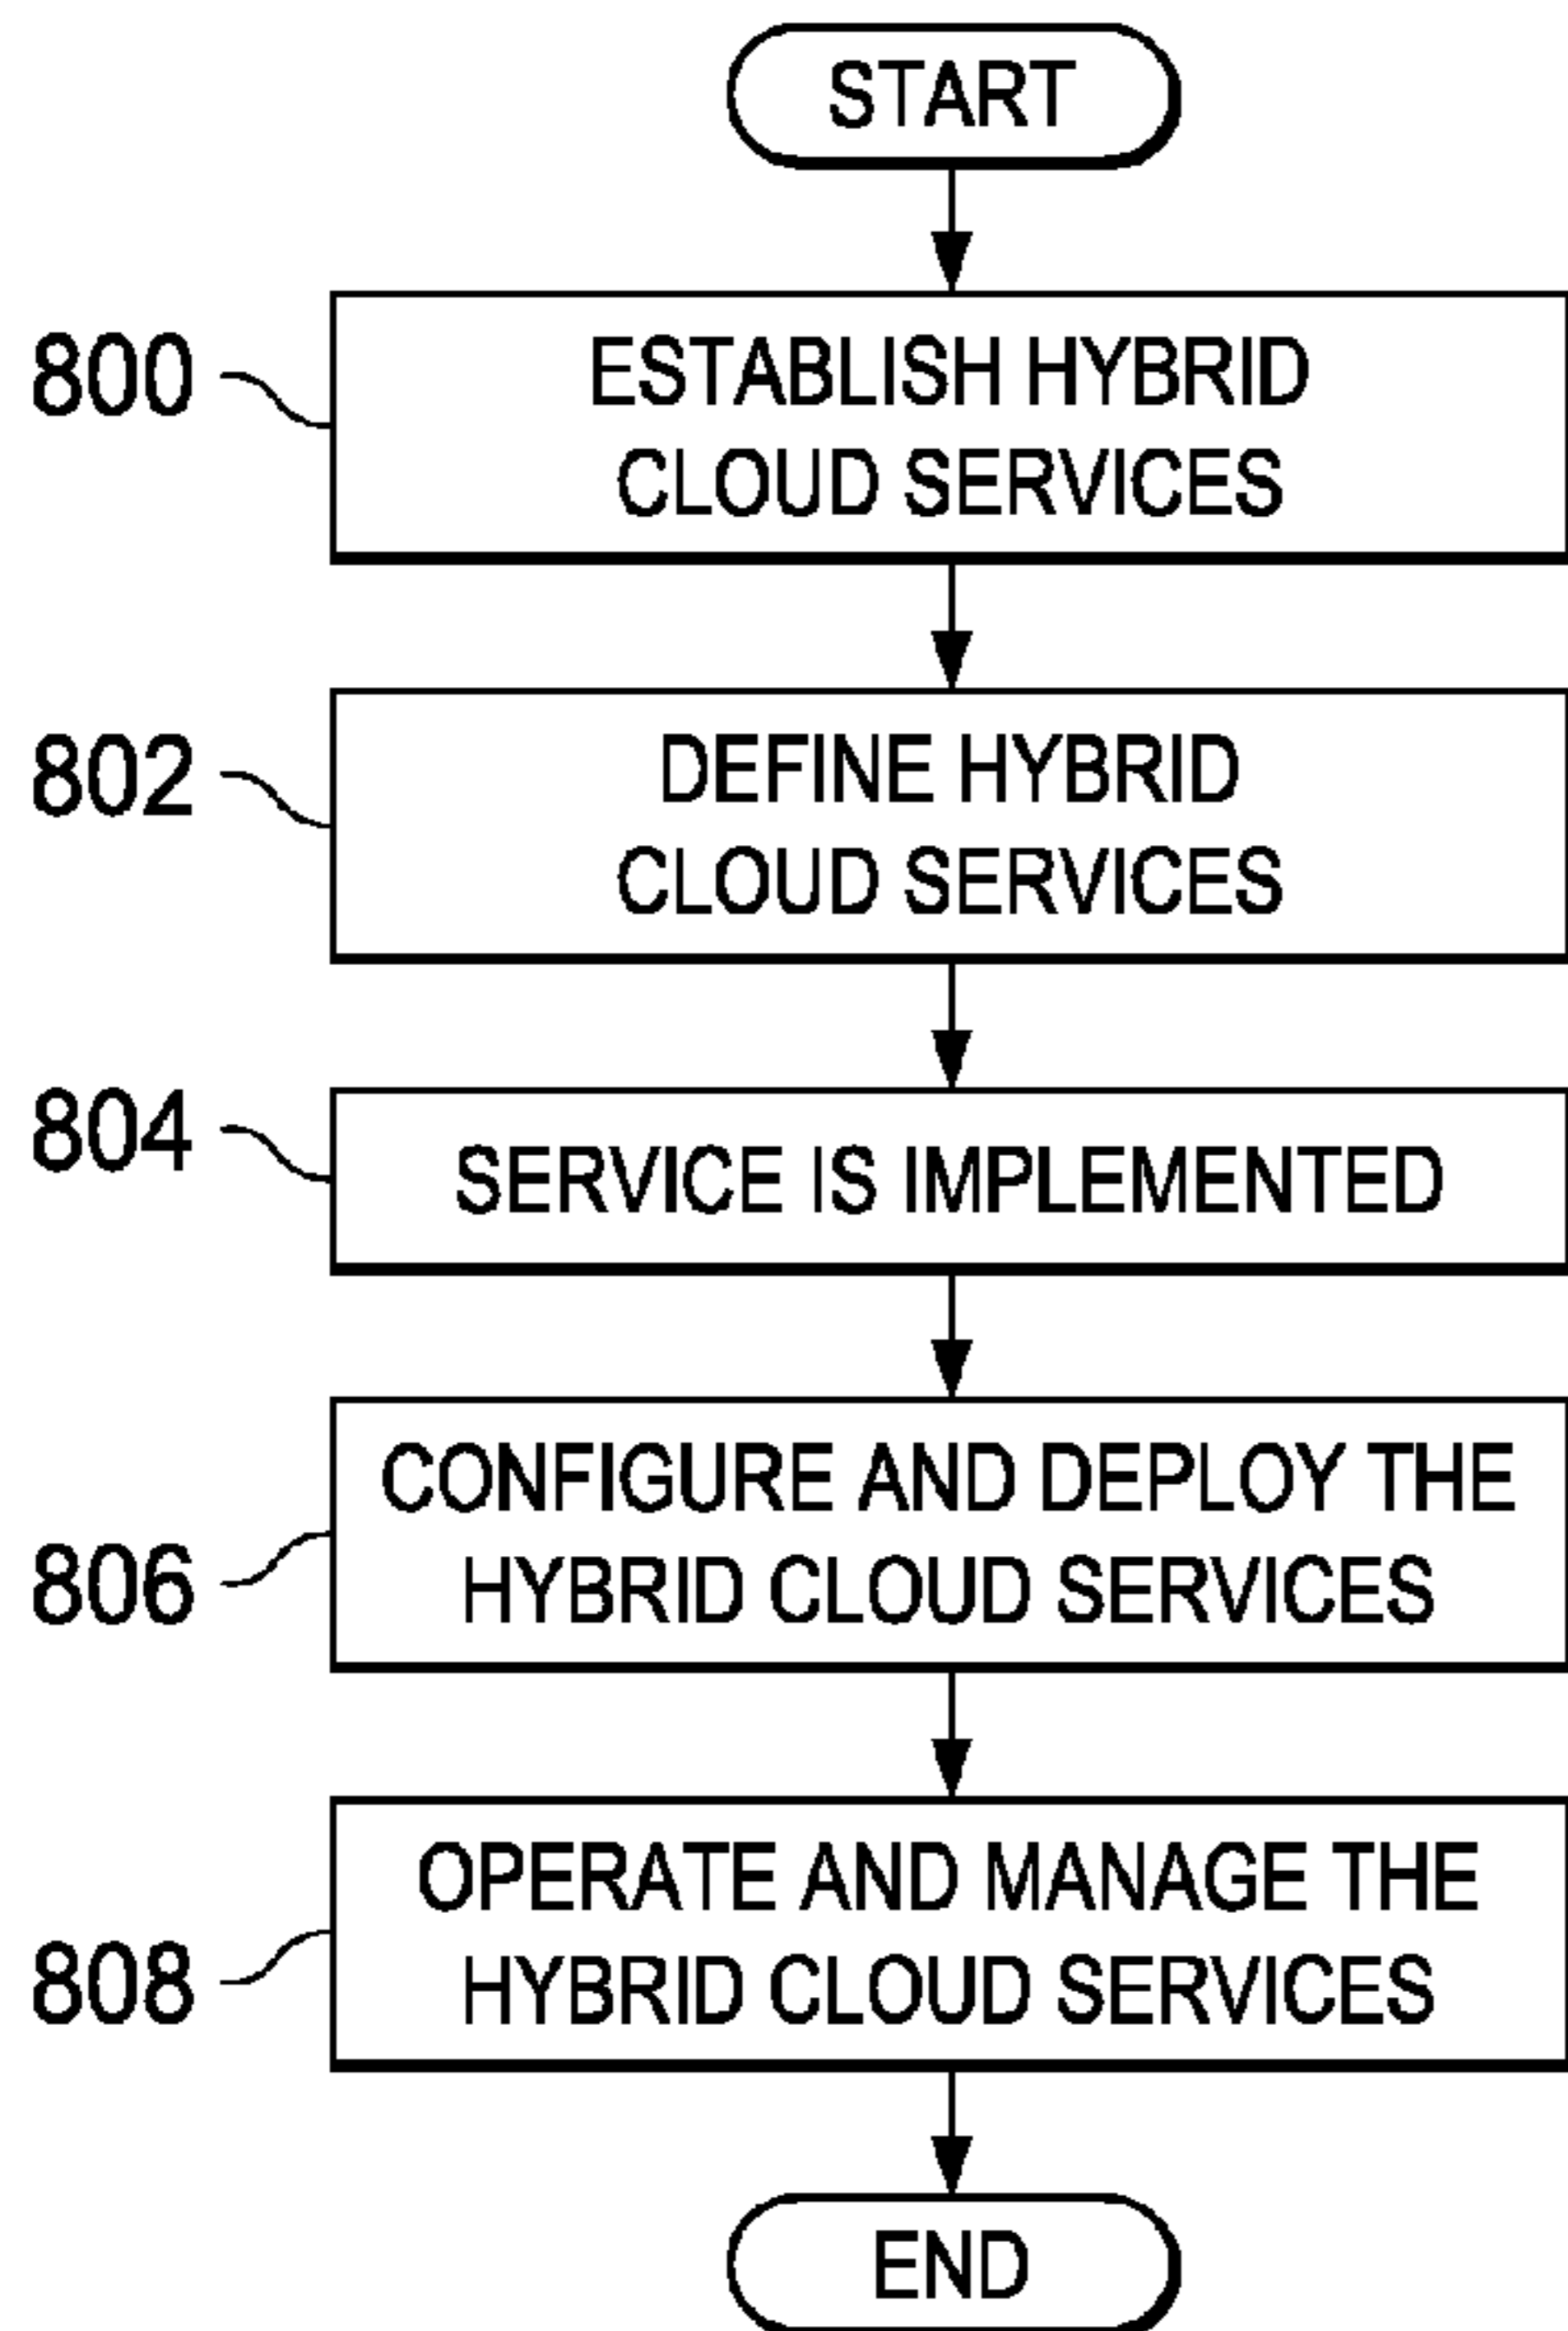 START
800
ESTABLISH HYBRID
CLOUD SERVICES
802
DEFINE HYBRID
CLOUD SERVICES
804
SERVICE IS IMPLEMENTED
806
CONFIGURE AND DEPLOY THE
HYBRID CLOUD SERVICES
808
OPERATE AND MANAGE THE
HYBRID CLOUD SERVICES
END